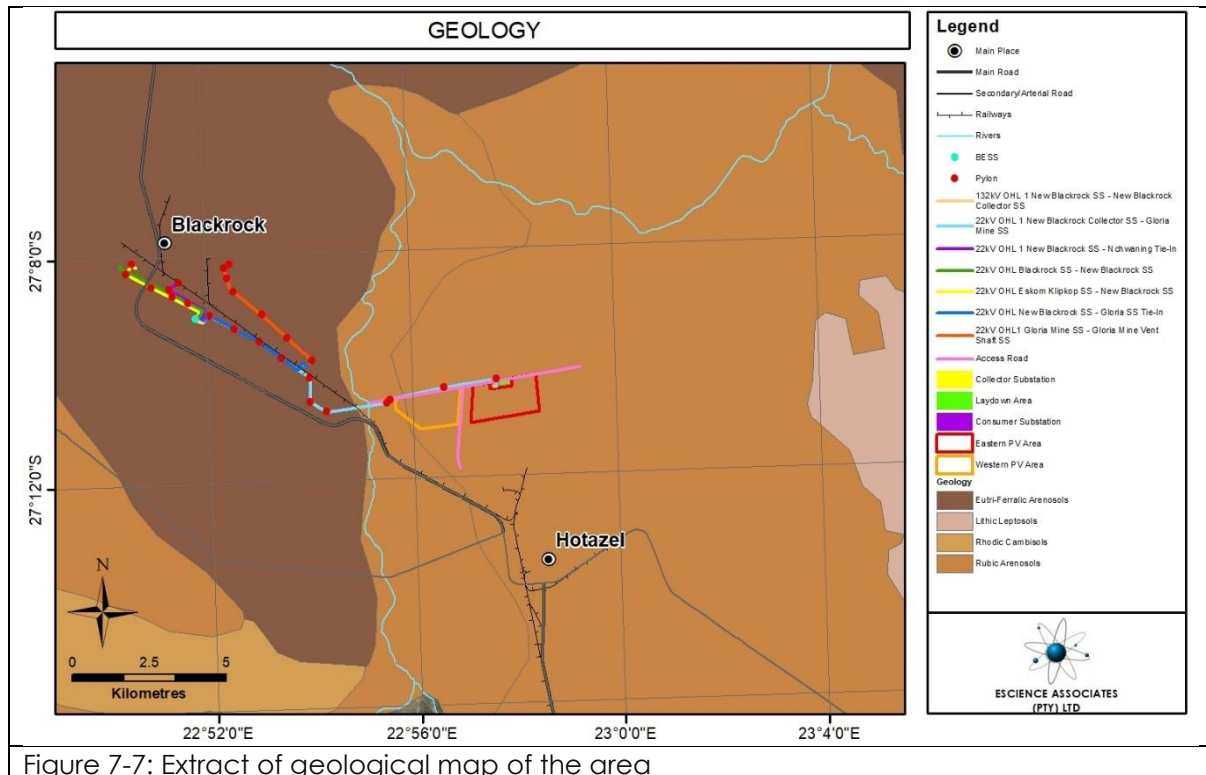 GEOLOGY
Blackrock
Hotazel
27°8'0"S
27°12'0"S
N
0 2.5 5
Kilometres
22°52'0"E 22°56'0"E 23°0'0"E 23°4'0"E
Legend
Main Place
Main Road
Secondary/Arterial Road
Railways
Rivers
BESS
Pylon
132kV OHL 1 New Blackrock SS - New Blackrock
Collector SS
22kV OHL 1 New Blackrock Collector SS - Gloria
Mine SS
22kV OHL 1 New Blackrock SS - Nchwaning Tie-In
22kV OHL Blackrock SS - New Blackrock SS
22kV OHL Eskom Klipkop SS - New Blackrock SS
22kV OHL New Blackrock SS - Gloria SS Tie-In
22kV OHL1 Gloria Mine SS - Gloria Mine Vent
Shaft SS
Access Road
Collector Substation
Laydown Area
Consumer Substation
Eastern PV Area
Western PV Area
Geology
Eutri-Ferralic Arenosols
Lithic Leptosols
Rhodic Cambisols
Rubic Arenosols
ESCIENCE ASSOCIATES
(PTY) LTD
Figure 7-7: Extract of geological map of the area